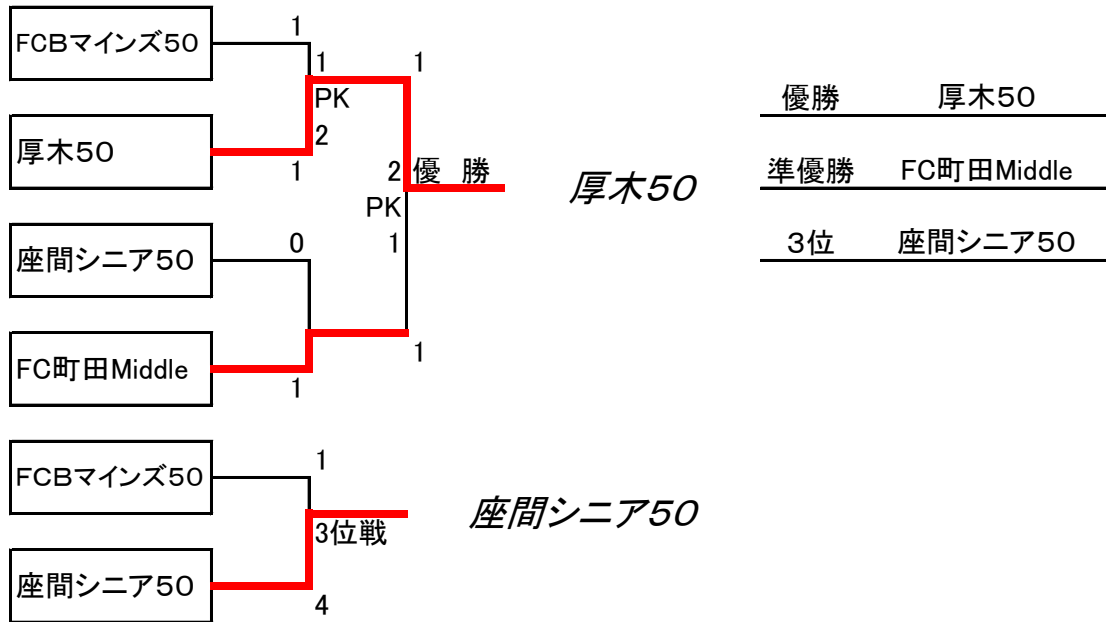 FCBマインズ50
1
1
1
PK
2
厚木50
1
2
優　勝
PK
1
厚木50
座間シニア50
0
FC町田Middle
1
1
FCBマインズ50
1
3位戦
座間シニア50
座間シニア50
4
優勝　厚木50
準優勝　FC町田Middle
3位　座間シニア50